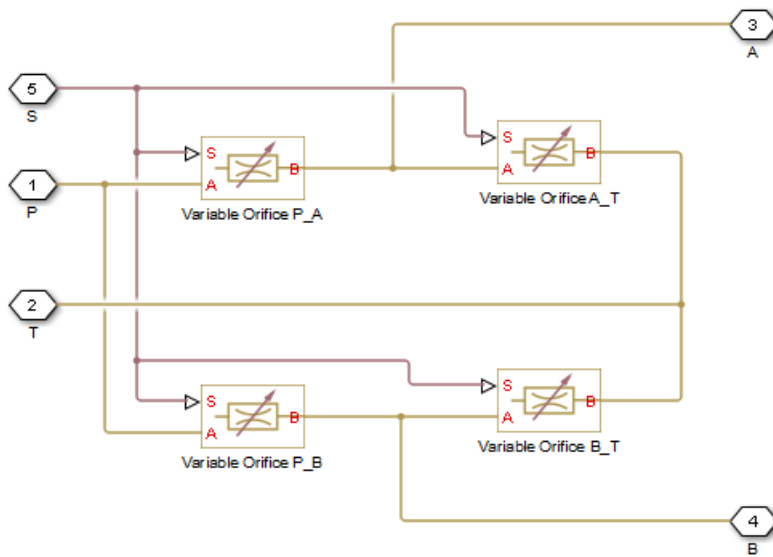 3
A
5
S
S
S
A
B
A
B
Variable Orifice P_A
Variable Orifice A_T
1
P
2
T
S
S
A
B
A
B
Variable Orifice P_B
Variable Orifice B_T
4
B